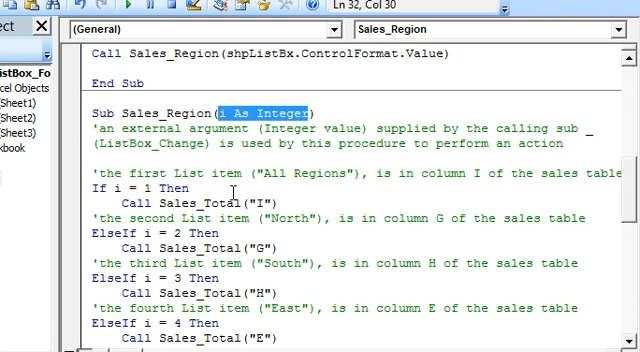 Ln 32, Col 30
ect
(General)
Sales_Region
istBox_Fo
cel Objects
Sheet1)
Sheet2)
Sheet3)
kbook
Call Sales_Region(shpListBx.ControlFormat.Value)
End Sub
Sub Sales_Region(i As Integer)
'an external argument (Integer value) supplied by the calling sub _
(ListBox_Change) is used by this procedure to perform an action
'the first List item ("All Regions"), is in column I of the sales table
If i = 1 Then
Call Sales_Total("I")
'the second List item ("North"), is in column G of the sales table
ElseIf i = 2 Then
Call Sales_Total("G")
'the third List item ("South"), is in column H of the sales table
ElseIf i = 3 Then
Call Sales_Total("H")
'the fourth List item ("East"), is in column E of the sales table
ElseIf i = 4 Then
Call Sales_Total("E")